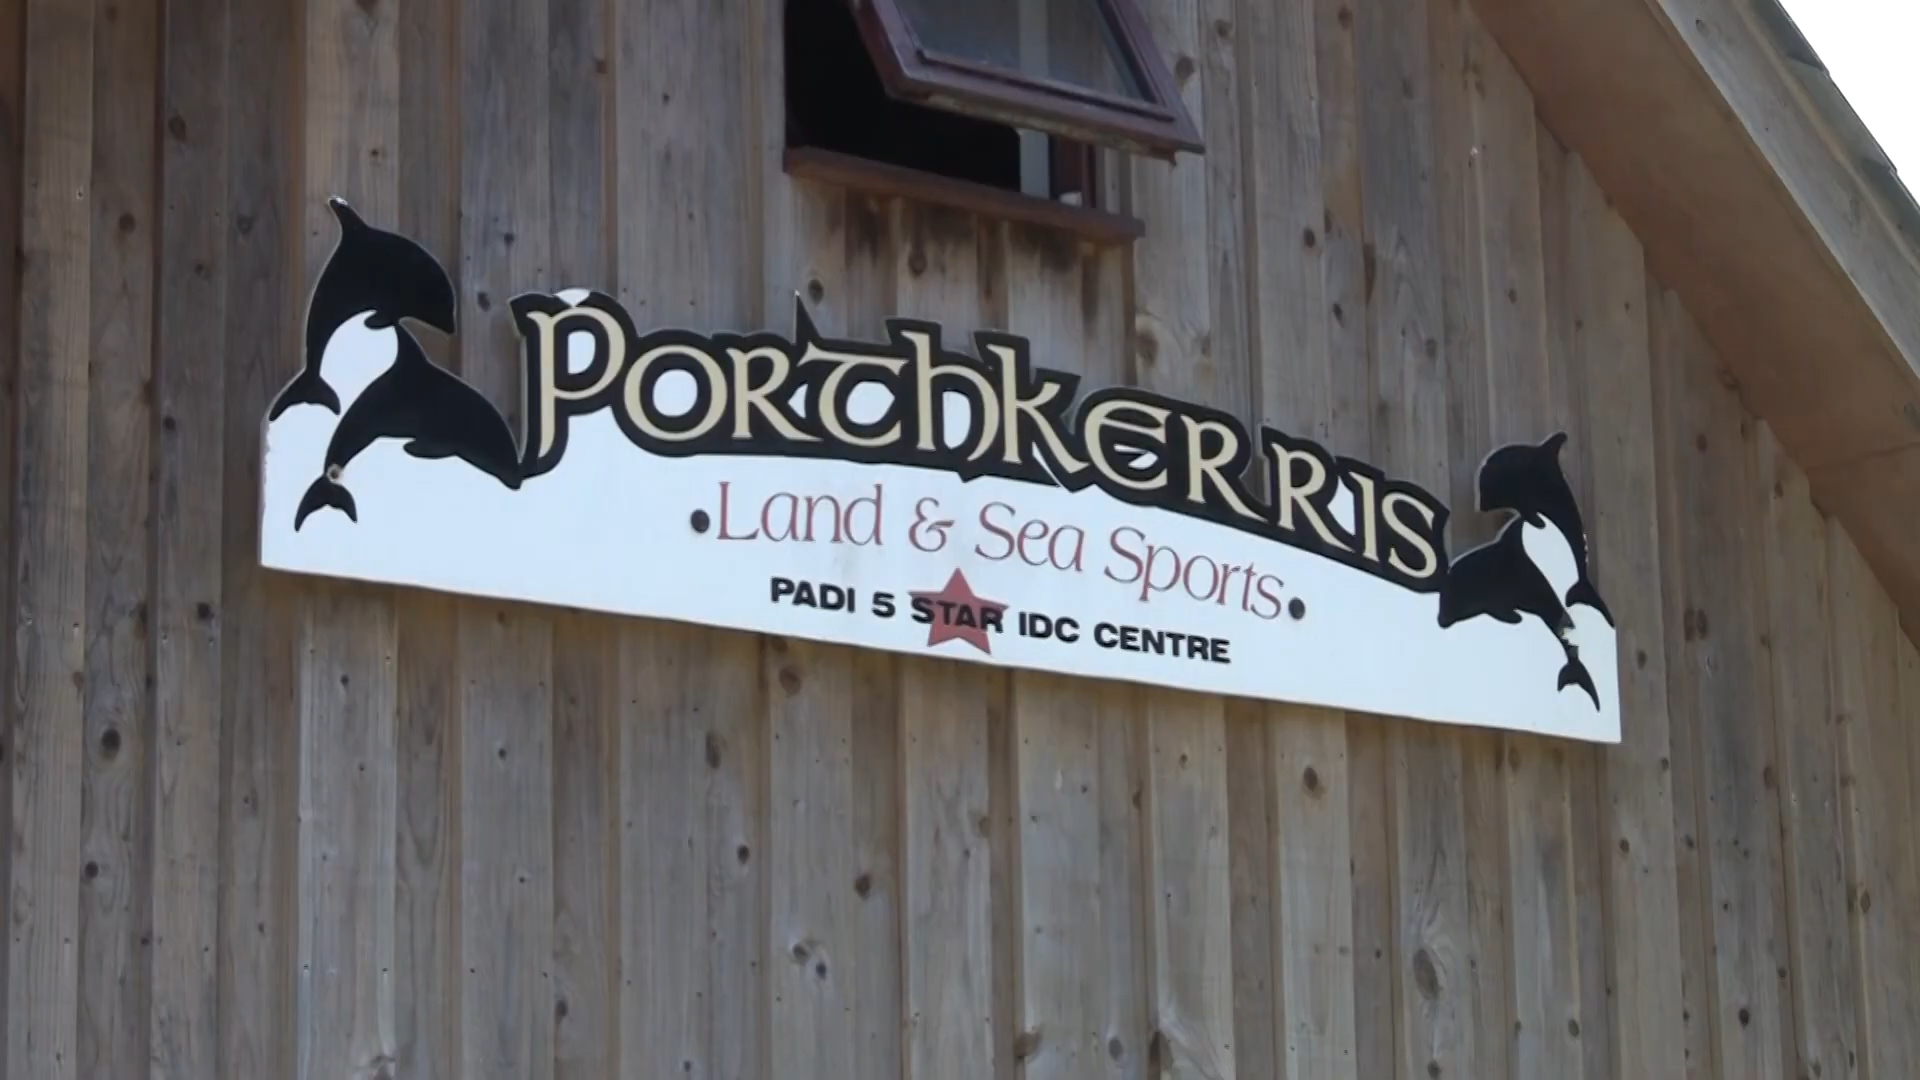 PORTHKERRIS
•Land & Sea Sports•
PADI 5 STAR IDC CENTRE